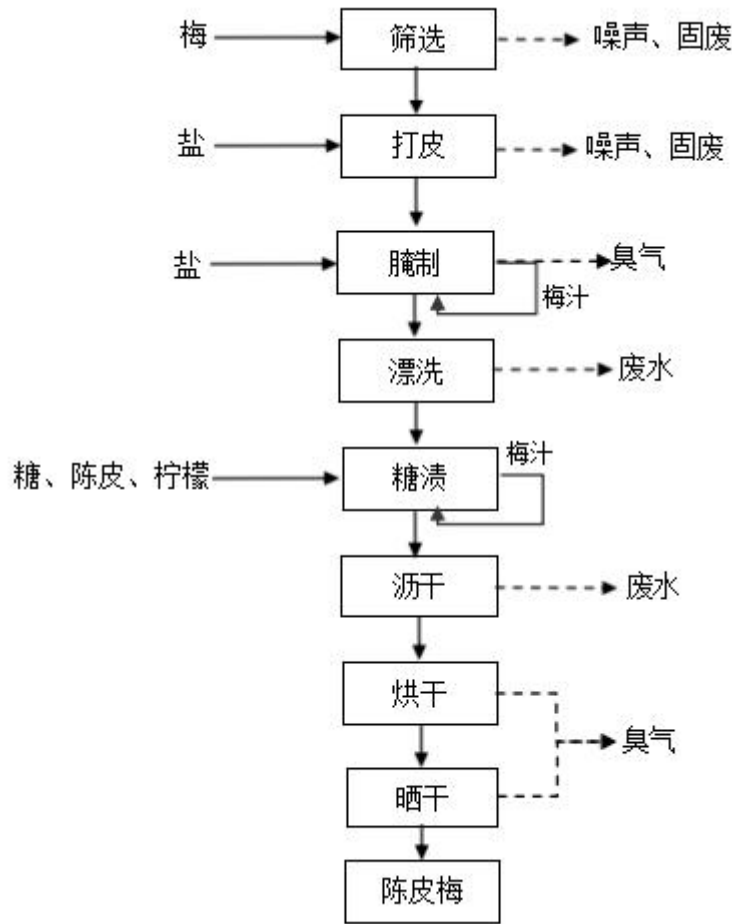 梅
筛选
噪声、固废
盐
打皮
噪声、固废
盐
腌制
臭气
梅汁
漂洗
废水
糖、陈皮、柠檬
糖渍
梅汁
沥干
废水
烘干
臭气
晒干
陈皮梅